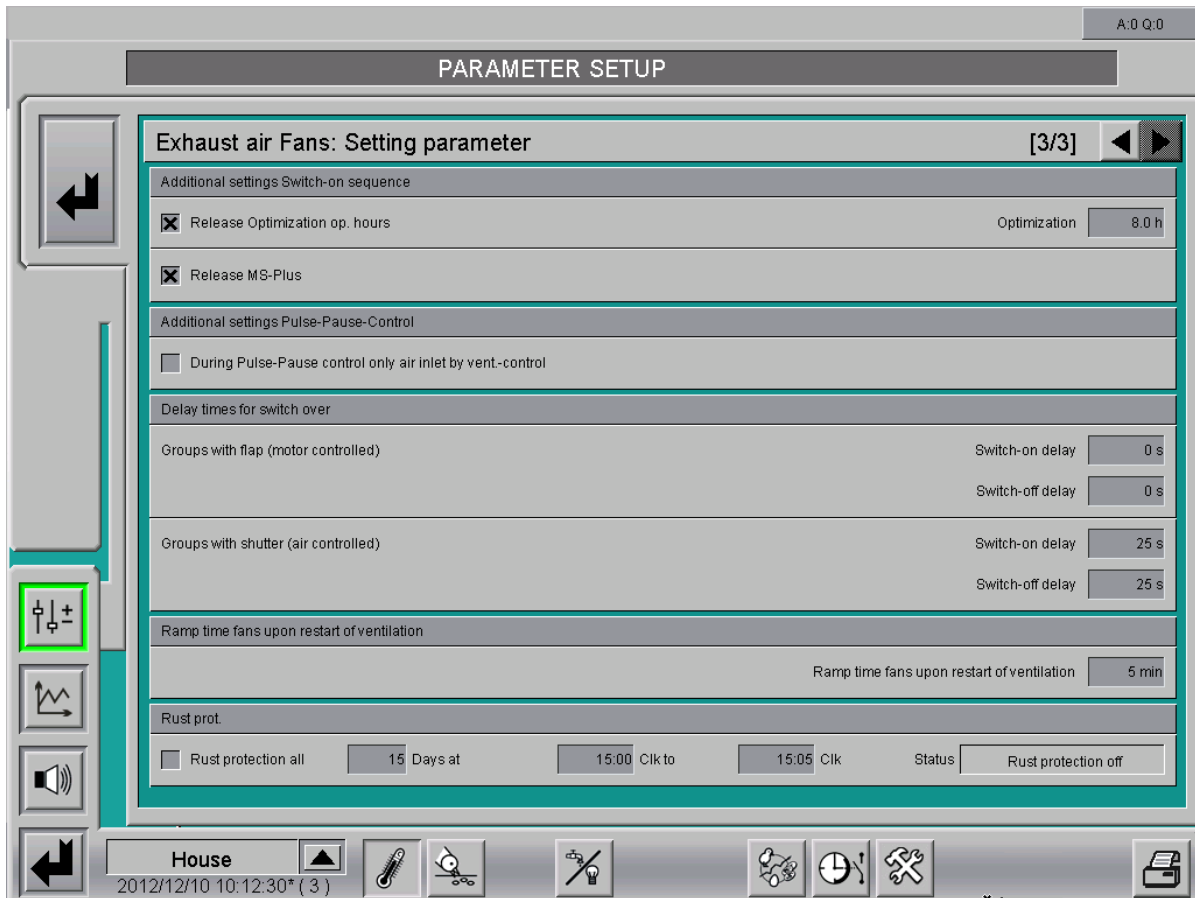 A:0 Q:0
PARAMETER SETUP
Exhaust air Fans: Setting parameter [3/3]
Additional settings Switch-on sequence
Release Optimization op. hours Optimization 8.0 h
Release MS-Plus
Additional settings Pulse-Pause-Control
During Pulse-Pause control only air inlet by vent.-control
Delay times for switch over
Groups with flap (motor controlled) Switch-on delay 0 s
Switch-off delay 0 s
Groups with shutter (air controlled) Switch-on delay 25 s
Switch-off delay 25 s
Ramp time fans upon restart of ventilation
Ramp time fans upon restart of ventilation 5 min
Rust prot.
Rust protection all 15 Days at 15:00 Clk to 15:05 Clk Status Rust protection off
House
2012/12/10 10:12:30* ( 3 )